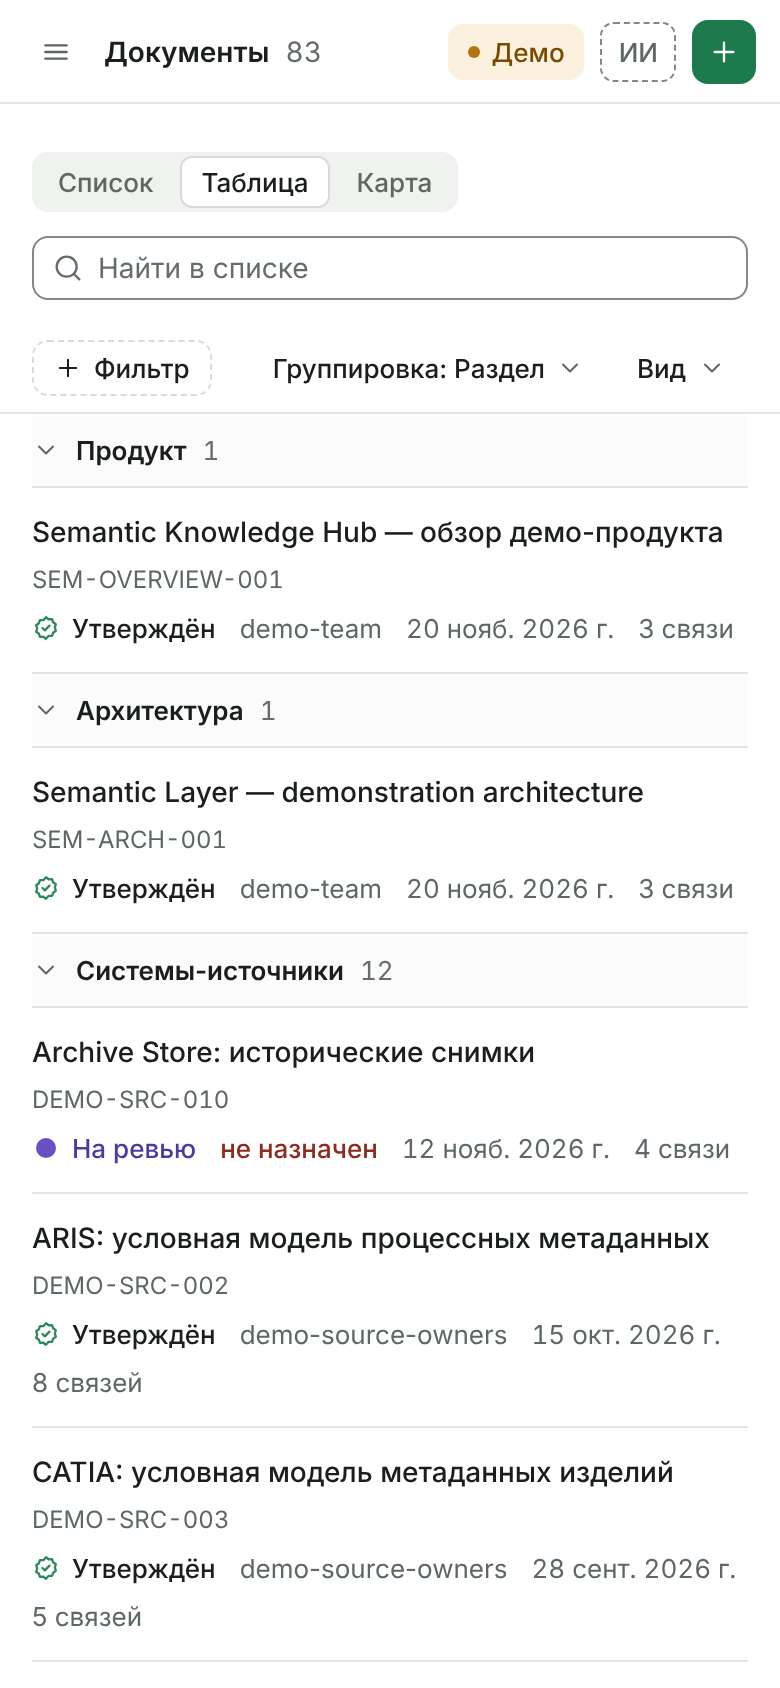 Документы 83 Демо ИИ
Список Таблица Карта
Найти в списке
Фильтр Группировка: Раздел Вид
Продукт 1
Semantic Knowledge Hub — обзор демо-продукта
SEM-OVERVIEW-001
Утверждён demo-team 20 нояб. 2026 г. 3 связи
Архитектура 1
Semantic Layer — demonstration architecture
SEM-ARCH-001
Утверждён demo-team 20 нояб. 2026 г. 3 связи
Системы-источники 12
Archive Store: исторические снимки
DEMO-SRC-010
На ревью не назначен 12 нояб. 2026 г. 4 связи
ARIS: условная модель процессных метаданных
DEMO-SRC-002
Утверждён demo-source-owners 15 окт. 2026 г.
8 связей
CATIA: условная модель метаданных изделий
DEMO-SRC-003
Утверждён demo-source-owners 28 сент. 2026 г.
5 связей